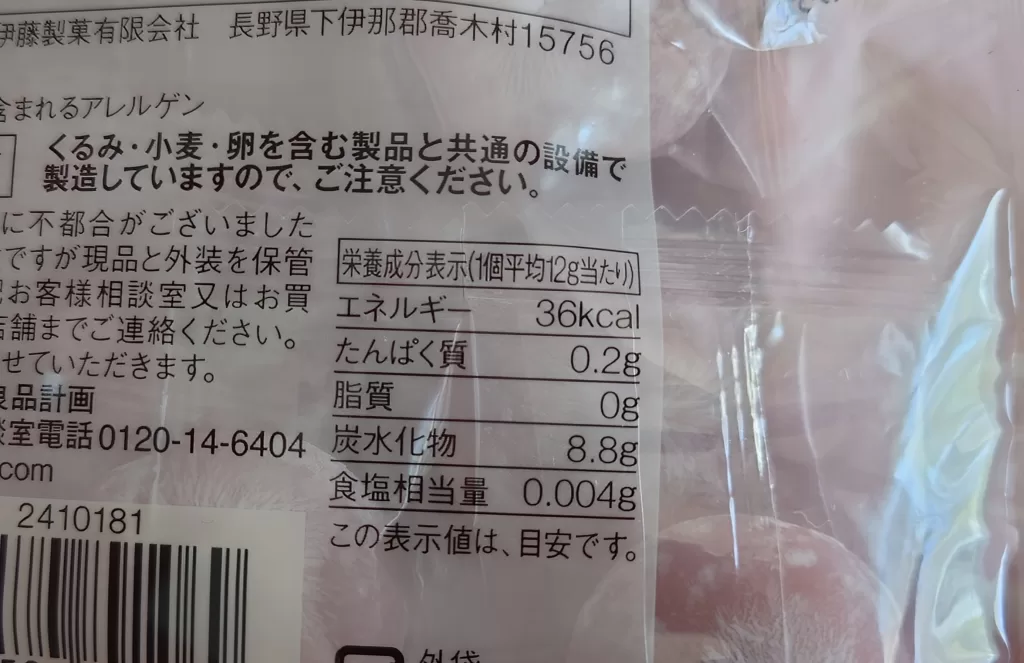 伊藤製菓有限会社 長野県下伊那郡喬木村15756
含まれるアレルゲン
くるみ・小麦・卵を含む製品と共通の設備で
製造していますので、ご注意ください。
に不都合がございました
ですが現品と外装を保管
お客様相談室又はお買
店舗までご連絡ください。
せていただきます。
良品計画
談室電話0120-14-6404
.com
2410181
栄養成分表示(1個平均12g当たり)
エネルギー 36kcal
たんぱく質 0.2g
脂質 0g
炭水化物 8.8g
食塩相当量 0.004g
この表示値は、目安です。
外袋